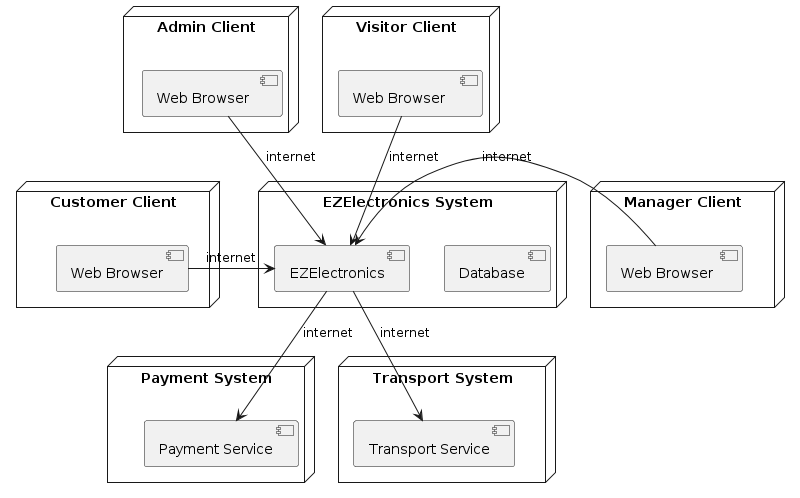 Admin Client
Visitor Client
Web Browser
Web Browser
internet
internet
internet
Customer Client
EZElectronics System
Manager Client
Web Browser
internet
EZElectronics
Database
Web Browser
internet
internet
Payment System
Transport System
Payment Service
Transport Service